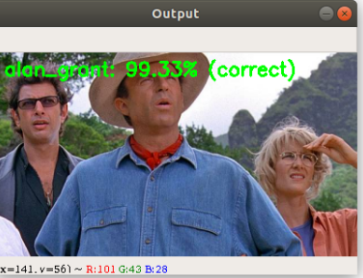 Output
alan_grant: 99.33% (correct)
(x=141, y=56) ~ R:101 G:43 B:28